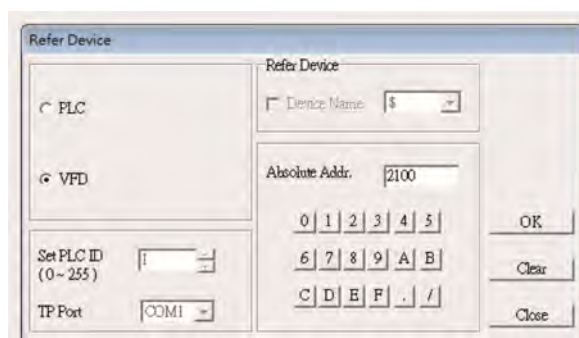 Refer Device
PLC
VFD
Set PLC ID
(0 ~ 255)
1
TP Port
COM1
Refer Device
Device Name
$
Absolute Addr.
2100
0 1 2 3 4 5
6 7 8 9 A B
C D E F . /
OK
Clear
Close